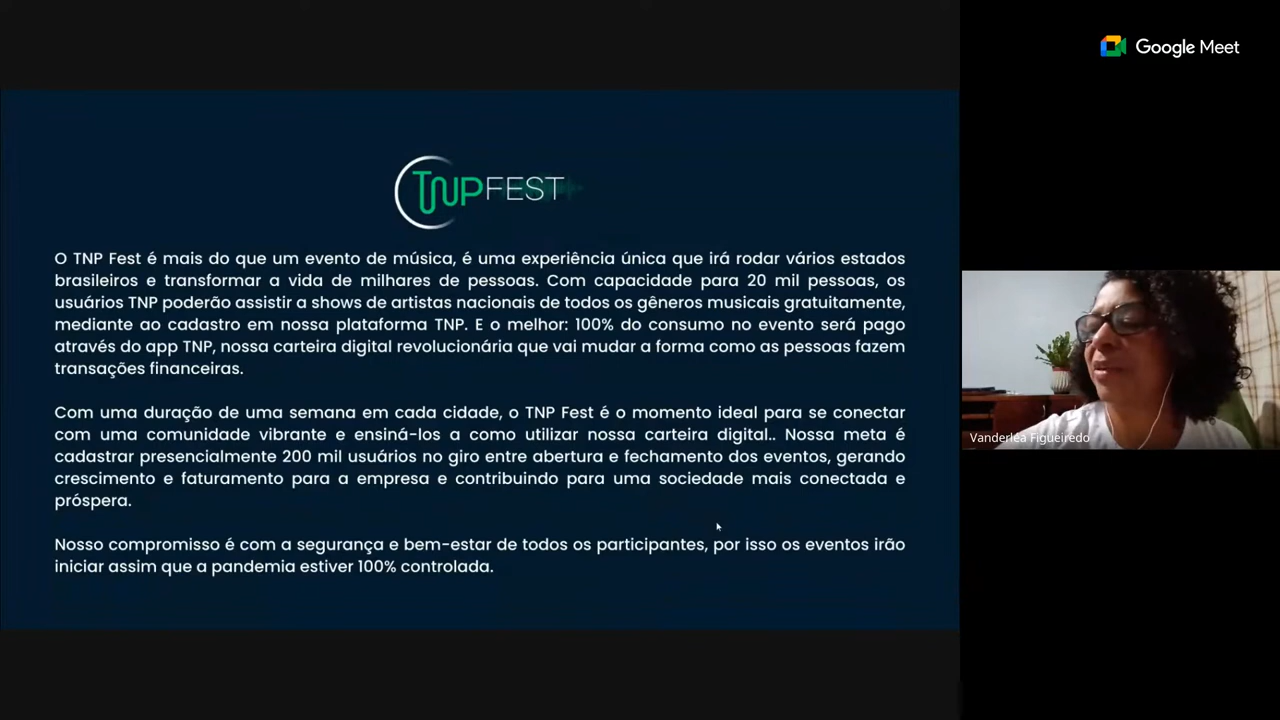 Google Meet
TNPFEST
O TNP Fest é mais do que um evento de música, é uma experiência única que irá rodar vários estados
brasileiros e transformar a vida de milhares de pessoas. Com capacidade para 20 mil pessoas, os
usuários TNP poderão assistir a shows de artistas nacionais de todos os gêneros musicais gratuitamente,
mediante ao cadastro em nossa plataforma TNP. E o melhor: 100% do consumo no evento será pago
através do app TNP, nossa carteira digital revolucionária que vai mudar a forma como as pessoas fazem
transações financeiras.
Com uma duração de uma semana em cada cidade, o TNP Fest é o momento ideal para se conectar
com uma comunidade vibrante e ensiná-los a como utilizar nossa carteira digital.. Nossa meta é
cadastrar presencialmente 200 mil usuários no giro entre abertura e fechamento dos eventos, gerando
crescimento e faturamento para a empresa e contribuindo para uma sociedade mais conectada e
próspera.
Nosso compromisso é com a segurança e bem-estar de todos os participantes, por isso os eventos irão
iniciar assim que a pandemia estiver 100% controlada.
Vanderléa Figueiredo